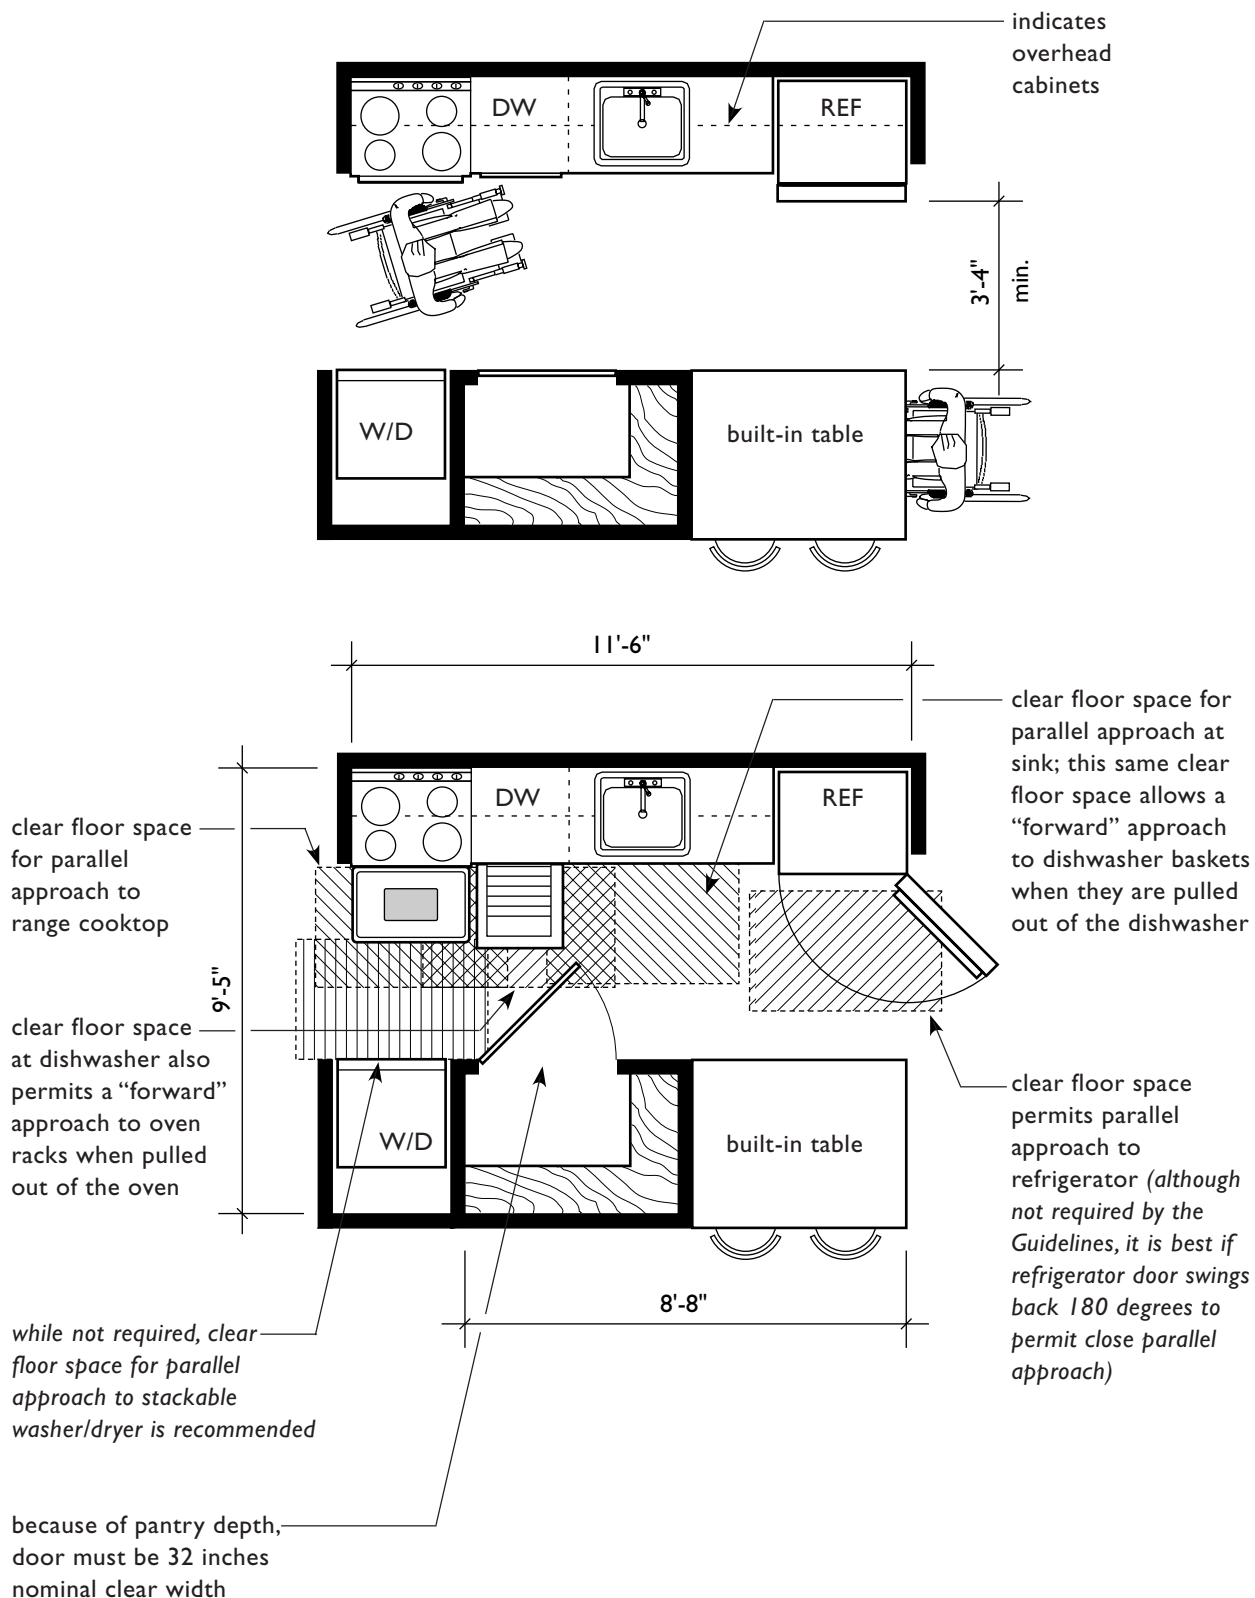 indicates
overhead
cabinets
DW
REF
3'-4"
min.
W/D
built-in table
11'-6"
clear floor space for
parallel approach at
sink; this same clear
floor space allows a
“forward” approach
to dishwasher baskets
when they are pulled
out of the dishwasher
DW
REF
clear floor space
for parallel
approach to
range cooktop
9'-5"
clear floor space
at dishwasher also
permits a “forward”
approach to oven
racks when pulled
out of the oven
W/D
built-in table
clear floor space
permits parallel
approach to
refrigerator (although
not required by the
Guidelines, it is best if
refrigerator door swings
back 180 degrees to
permit close parallel
approach)
8'-8"
while not required, clear
floor space for parallel
approach to stackable
washer/dryer is recommended
because of pantry depth,
door must be 32 inches
nominal clear width